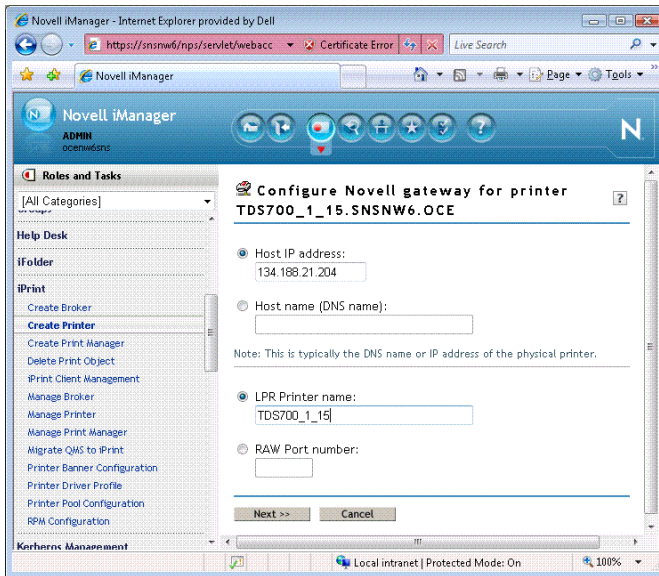 Novell iManager - Internet Explorer provided by Dell
https://snsnw6/nps/servlet/webacc
Certificate Error
Live Search
Novell iManager
Page
Tools
Novell iManager
ADMIN
ocenw6sns
N
Roles and Tasks
[All Categories]
Help Desk
iFolder
iPrint
Create Broker
Create Printer
Create Print Manager
Delete Print Object
iPrint Client Management
Manage Broker
Manage Printer
Manage Print Manager
Migrate QMS to iPrint
Printer Banner Configuration
Printer Driver Profile
Printer Pool Configuration
RPM Configuration
Kerberos Management
Configure Novell gateway for printer
TDS700_1_15.SNSNW6.OCE
?
Host IP address:
134.188.21.204
Host name (DNS name):
Note: This is typically the DNS name or IP address of the physical printer.
LPR Printer name:
TDS700_1_15
RAW Port number:
Next >>
Cancel
Local intranet | Protected Mode: On
100%